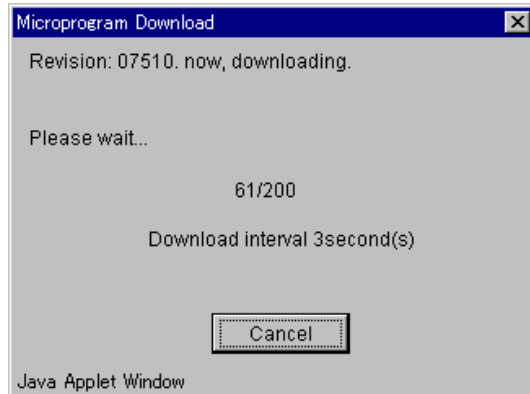 Microprogram Download
Revision: 07510. now, downloading.
Please wait...
61/200
Download interval 3second(s)
Cancel
Java Applet Window